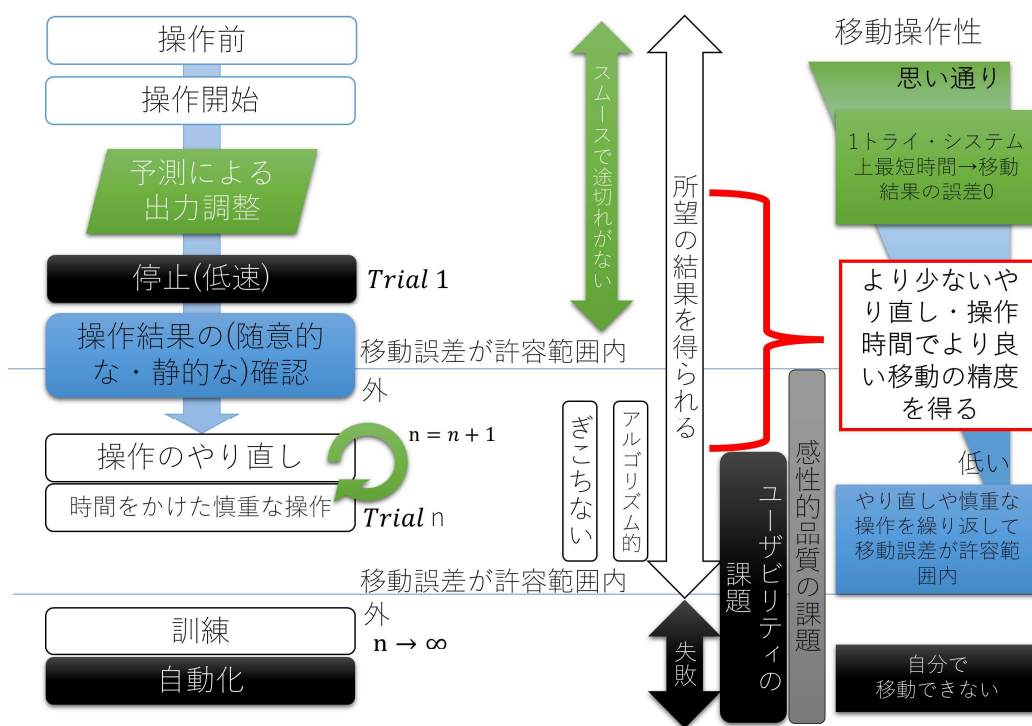 操作前
操作開始
予測による
出力調整
停止(低速)
Trial 1
操作結果の(随意的
な・静的な)確認
移動誤差が許容範囲内
外
操作のやり直し
n = n + 1
時間をかけた慎重な操作
Trial n
移動誤差が許容範囲内
外
訓練
n → ∞
自動化
スムースで途切れがない
所望の結果を得られる
ぎこちない
アルゴリズム的
失敗
ユーザビリティの
課題
感性的品質の課題
移動操作性
思い通り
1トライ・システム
上最短時間→移動
結果の誤差0
より少ないや
り直し・操作
時間でより良
い移動の精度
を得る
低い
やり直しや慎重な
操作を繰り返して
移動誤差が許容範
囲内
自分で
移動できない